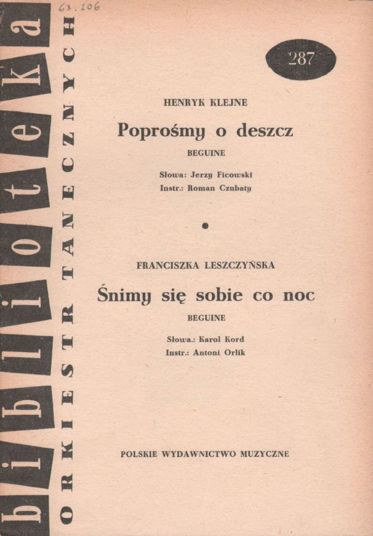 63.106
biblioteka
ORKIESTR TANECZNYCH
287
HENRYK KLEJNE
Poprośmy o deszcz
BEGUINE
Słowa: Jerzy Ficowski
Instr.: Roman Czubaty
FRANCISZKA LESZCZYŃSKA
Śnimy się sobie co noc
BEGUINE
Słowa.: Karol Kord
Instr.: Antoni Orlik
POLSKIE WYDAWNICTWO MUZYCZNE